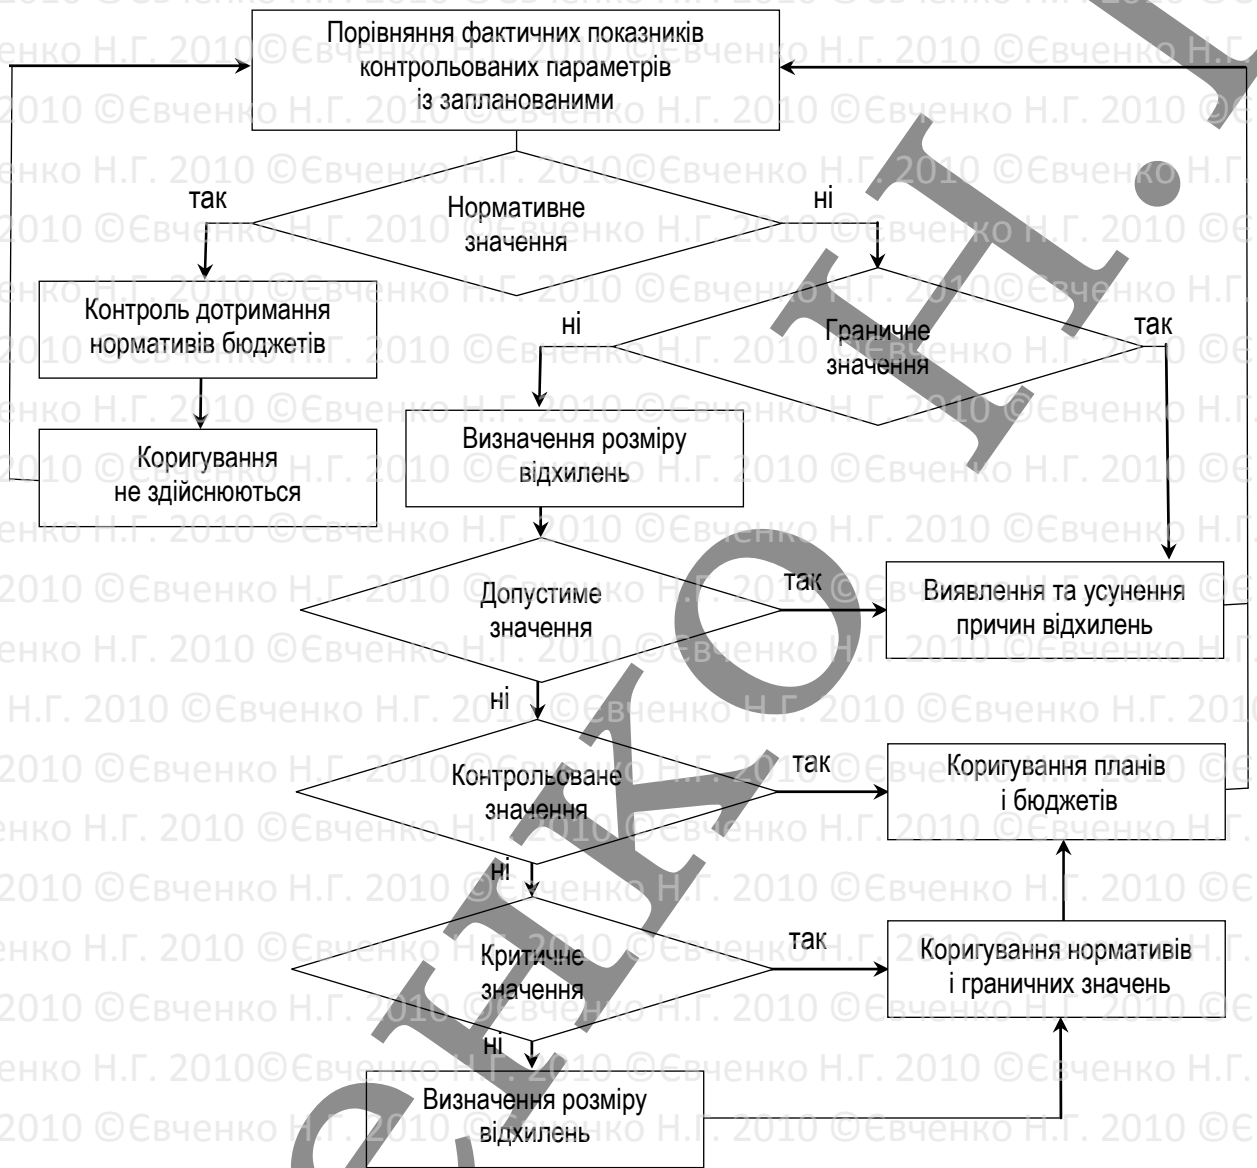 Порівняння фактичних показників
контрольованих параметрів
із запланованими
так
ні
Нормативне
значення
Контроль дотримання
нормативів бюджетів
ні
Граничне
значення
так
Коригування
не здійснюються
Визначення розміру
відхилень
Допустиме
значення
так
Виявлення та усунення
причин відхилень
ні
Контрольоване
значення
так
Коригування планів
і бюджетів
ні
Критичне
значення
так
Коригування нормативів
і граничних значень
ні
Визначення розміру
відхилень